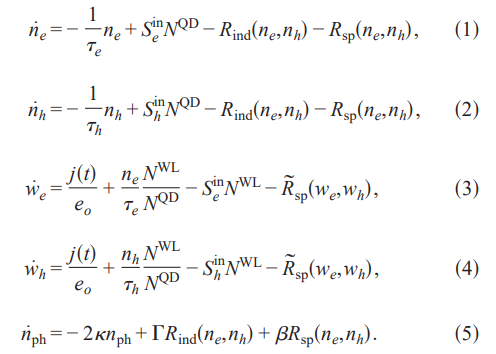 ṅ_e = − (1/τ_e) n_e + S_e^in N^QD − R_ind(n_e,n_h) − R_sp(n_e,n_h), (1)
ṅ_h = − (1/τ_h) n_h + S_h^in N^QD − R_ind(n_e,n_h) − R_sp(n_e,n_h), (2)
ẇ_e = j(t)/e_o + (n_e/τ_e) (N^WL/N^QD) − S_e^in N^WL − R̃_sp(w_e,w_h), (3)
ẇ_h = j(t)/e_o + (n_h/τ_h) (N^WL/N^QD) − S_h^in N^WL − R̃_sp(w_e,w_h), (4)
ṅ_ph = − 2κn_ph + ΓR_ind(n_e,n_h) + βR_sp(n_e,n_h). (5)